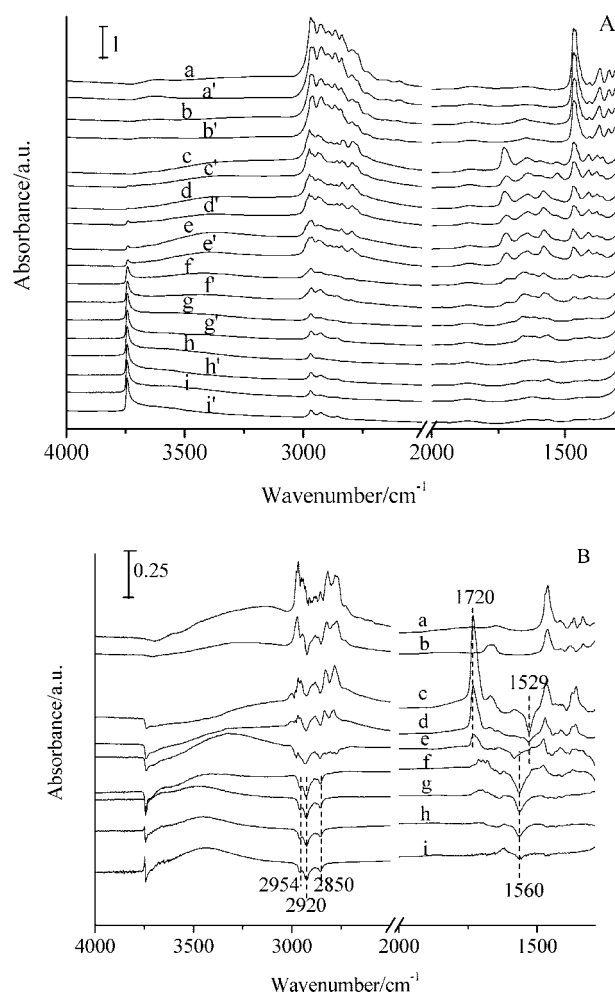 A
1
a
a'
b
b'
c
c'
d
d'
e
e'
f
f'
g
g'
h
h'
i
i'
Absorbance/a.u.
4000 3500 3000 2000 1500
Wavenumber/cm⁻¹
B
0.25
1720
a
b
1529
c
d
e
f
g
h
i
2954 2850
2920
1560
Absorbance/a.u.
4000 3500 3000 2500 2000 1500
Wavenumber/cm⁻¹